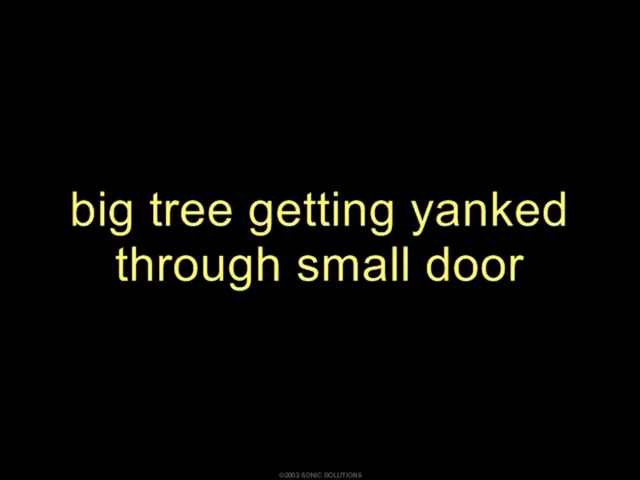 big tree getting yanked
through small door
©2003 SONIC SOLUTIONS